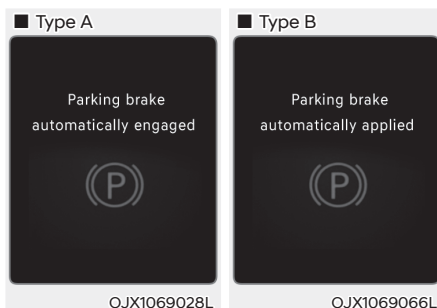 ■ Type A
Parking brake
automatically engaged
(P)
OJX1069028L
■ Type B
Parking brake
automatically applied
(P)
OJX1069066L